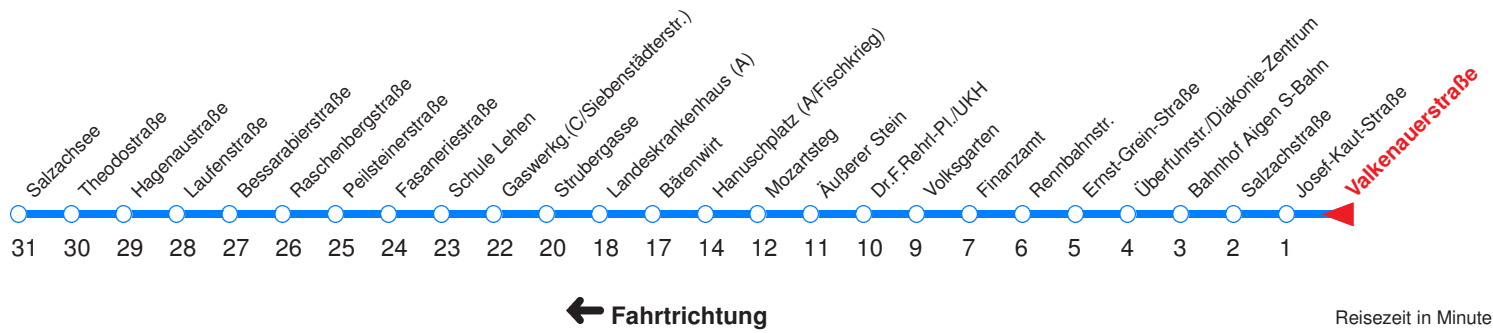 Salzachsee
Theodostraße
Hagenaustraße
Laufenstraße
Bessarabierstraße
Raschenbergstraße
Peilsteinerstraße
Fasaneriestraße
Schule Lehen
Gaswerkg.(C/Siebenstädterstr.)
Strubergasse
Landeskrankenhaus (A)
Bärenwirt
Hanuschplatz (A/Fischkrieg)
Mozartsteg
Äußerer Stein
Dr.F.Rehrl-Pl./UKH
Volksgarten
Finanzamt
Rennbahnstr.
Ernst-Grein-Straße
Überfuhrstr./Diakonie-Zentrum
Bahnhof Aigen S-Bahn
Salzachstraße
Josef-Kaut-Straße
Valkenauerstraße
31 30 29 28 27 26 25 24 23 22 20 18 17 14 12 11 10 9 7 6 5 4 3 2 1
Fahrtrichtung
Reisezeit in Minute